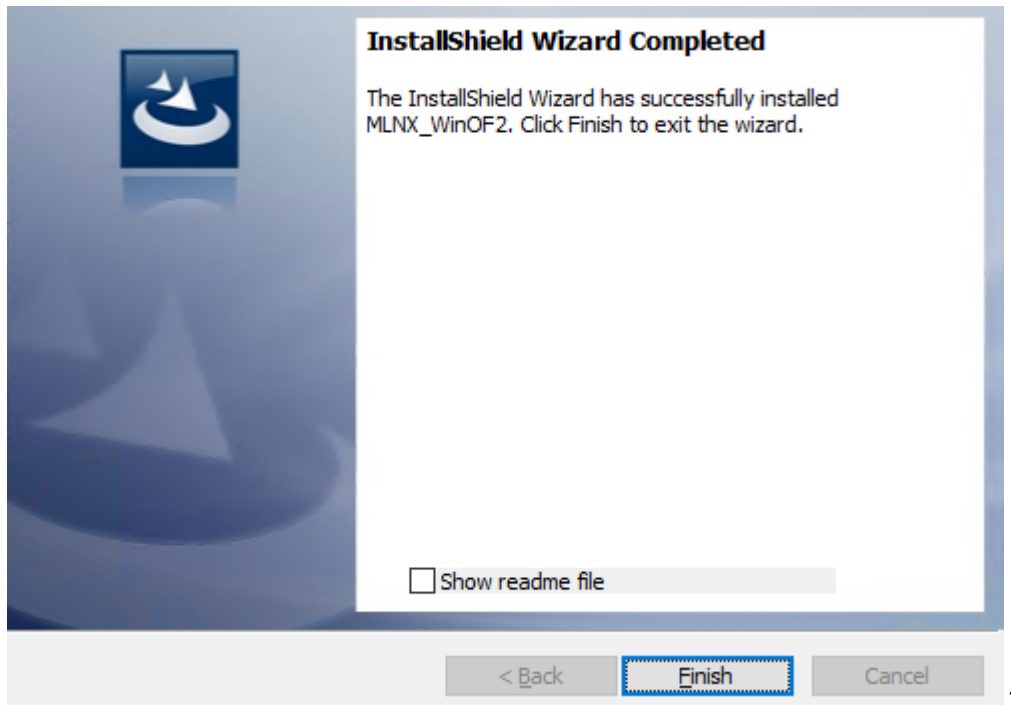 InstallShield Wizard Completed
The InstallShield Wizard has successfully installed
MLNX_WinOF2. Click Finish to exit the wizard.
Show readme file
< Back
Finish
Cancel